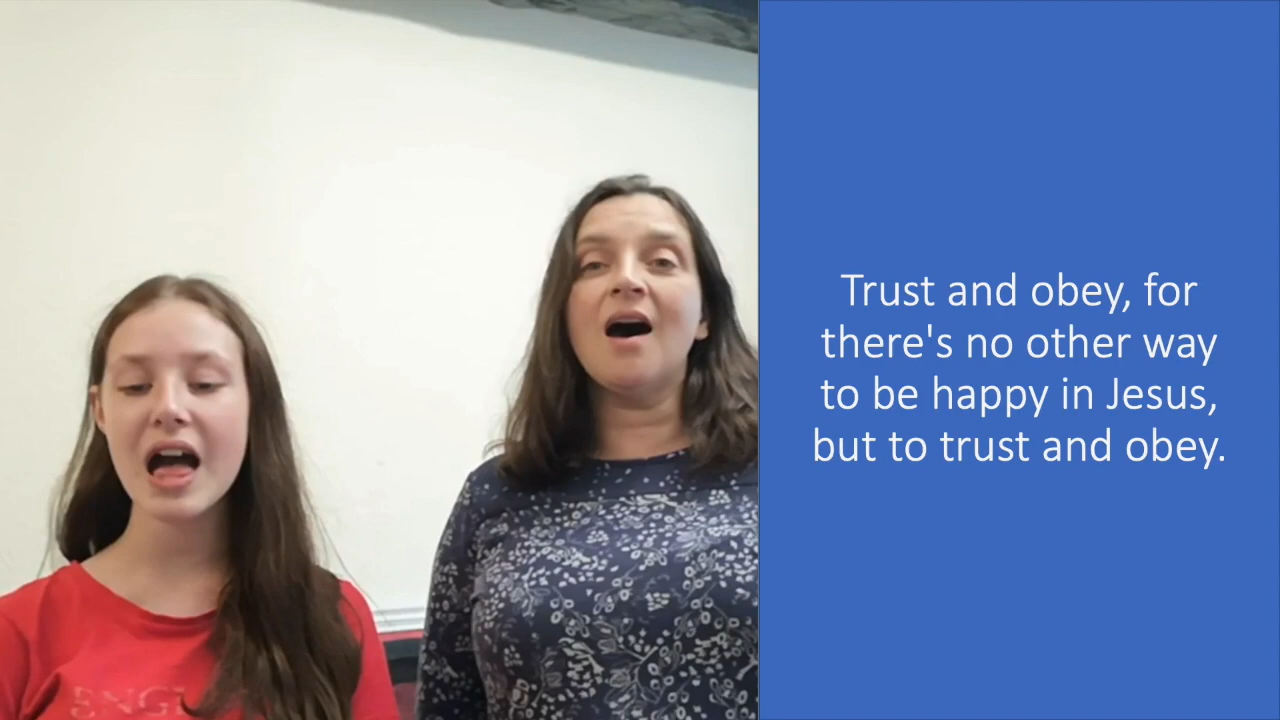 Trust and obey, for
there's no other way
to be happy in Jesus,
but to trust and obey.